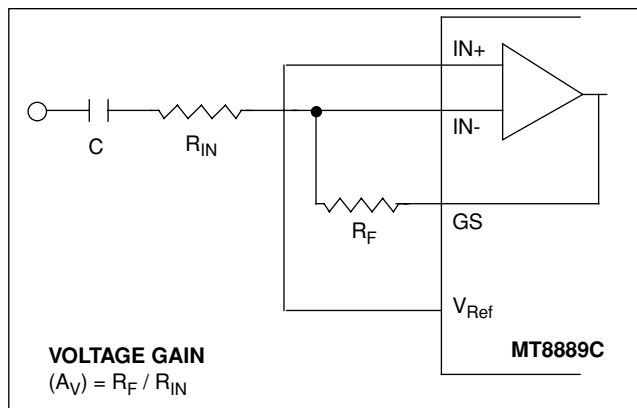 IN+
IN-
C
R_IN
R_F
GS
V_Ref
MT8889C
VOLTAGE GAIN
(A_V) = R_F / R_IN